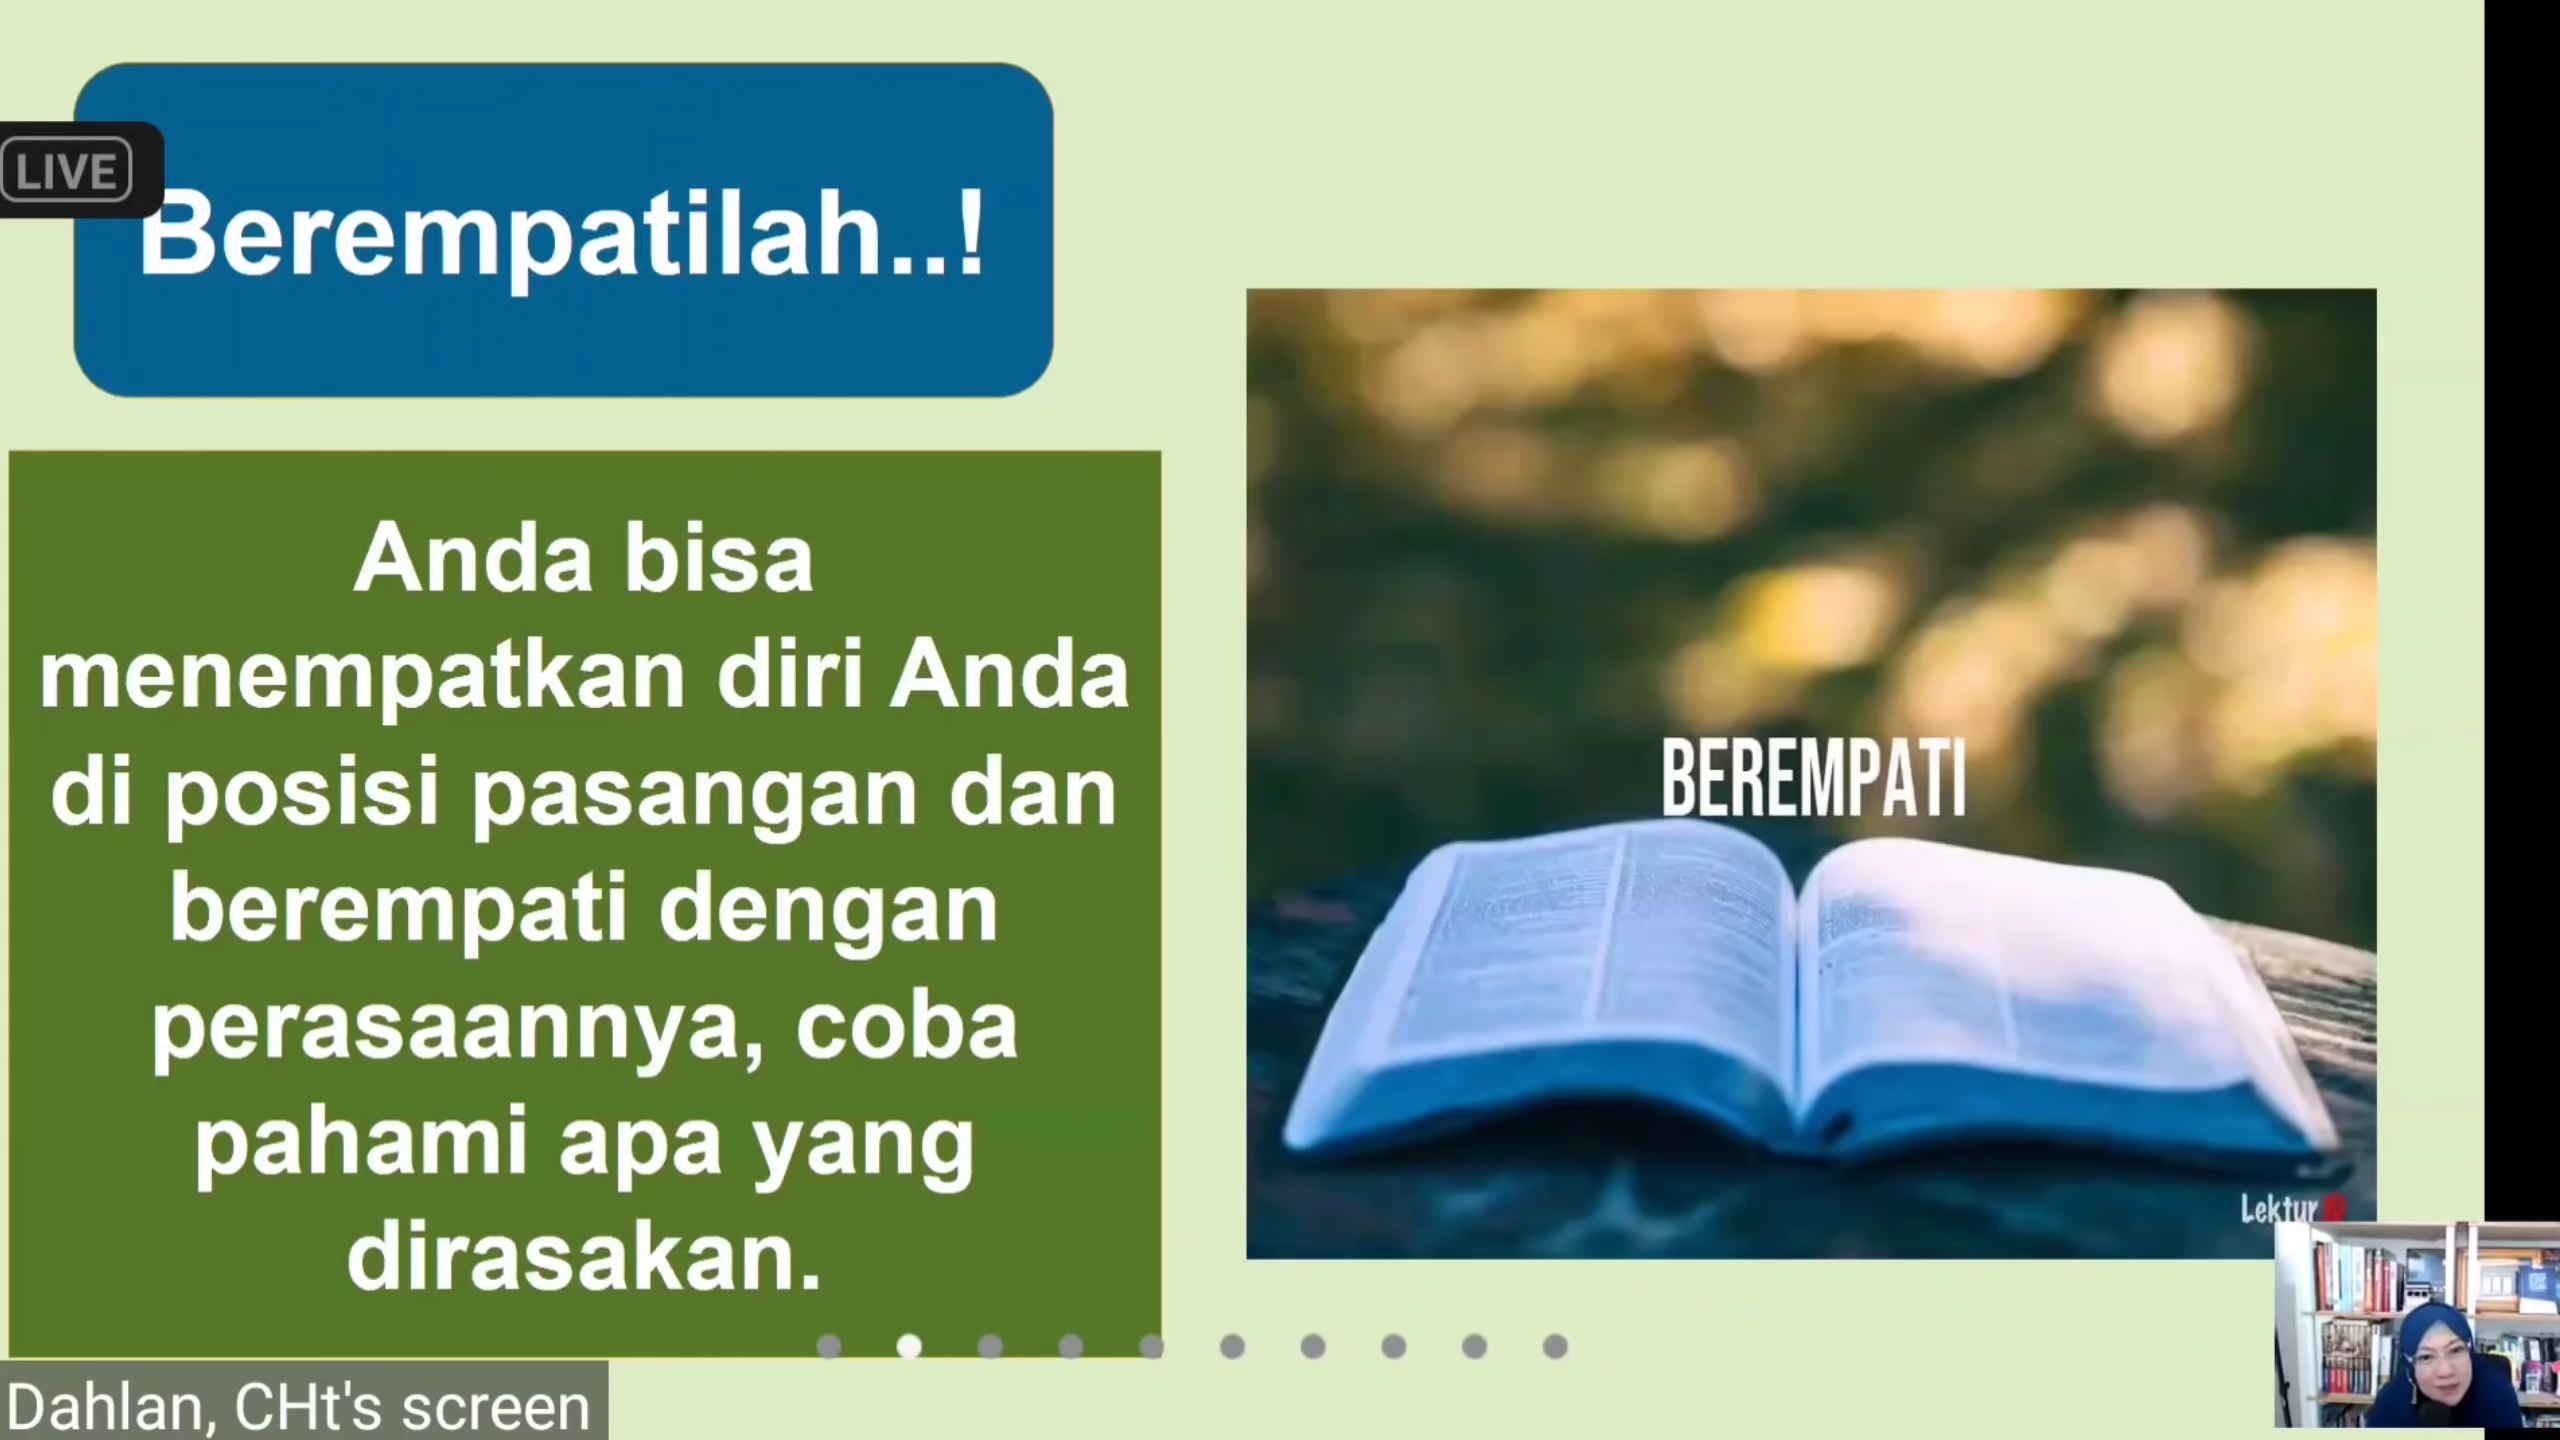 LIVE
Berempatilah..!
Anda bisa
menempatkan diri Anda
di posisi pasangan dan
berempati dengan
perasaannya, coba
pahami apa yang
dirasakan.
BEREMPATI
Lektur
Dahlan, CHt's screen